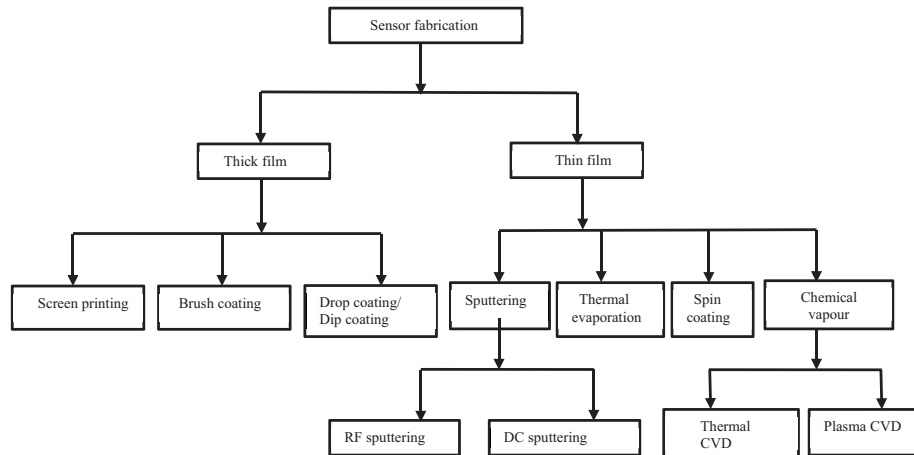 Sensor fabrication
Thick film
Thin film
Screen printing
Brush coating
Drop coating/
Dip coating
Sputtering
Thermal
evaporation
Spin
coating
Chemical
vapour
RF sputtering
DC sputtering
Thermal
CVD
Plasma CVD